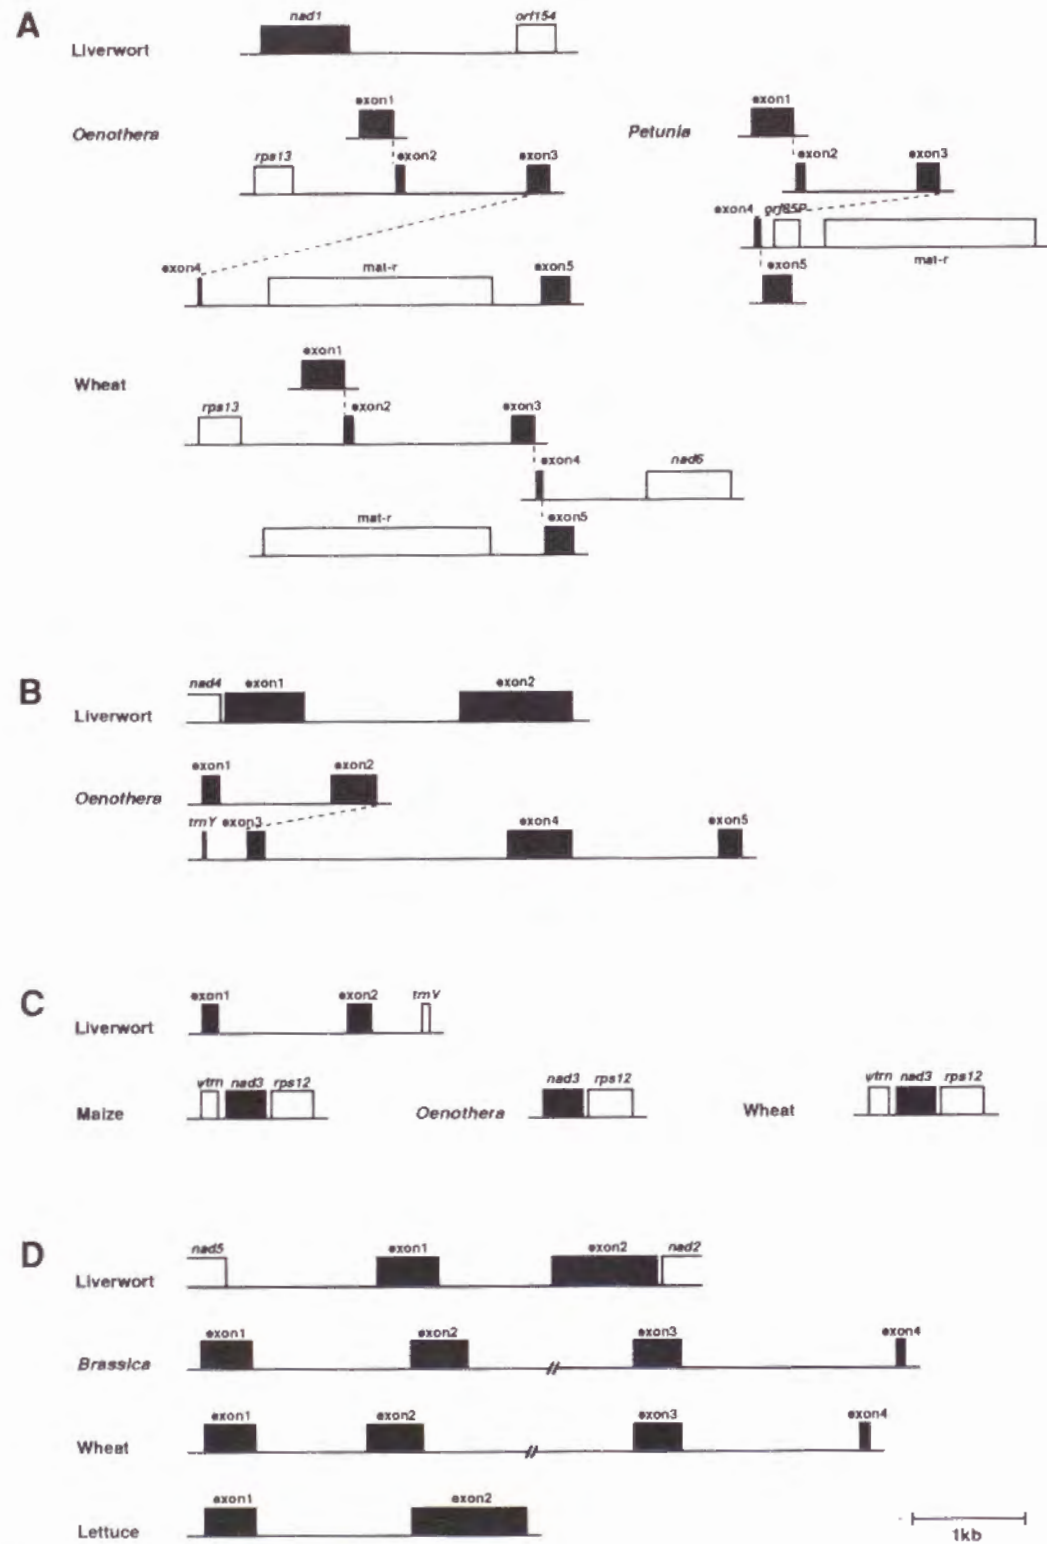 A
nad1 orf154
Liverwort
exon1 exon1
Oenothera Petunia
rps13 exon2 exon3 exon2 exon3
exon4 orf85P
exon4 mat-r exon5 mat-r
exon5
exon1
Wheat
rps13 exon2 exon3
exon4 nad6
mat-r exon5
B
nad4 exon1 exon2
Liverwort
exon1 exon2
Oenothera
trnY exon3 exon4 exon5
C
exon1 exon2 trnV
Liverwort
ψtrn nad3 rps12 nad3 rps12 ψtrn nad3 rps12
Maize Oenothera Wheat
D
nad5 exon1 exon2 nad2
Liverwort
exon1 exon2 exon3 exon4
Brassica
exon1 exon2 exon3 exon4
Wheat
exon1 exon2
Lettuce
1kb